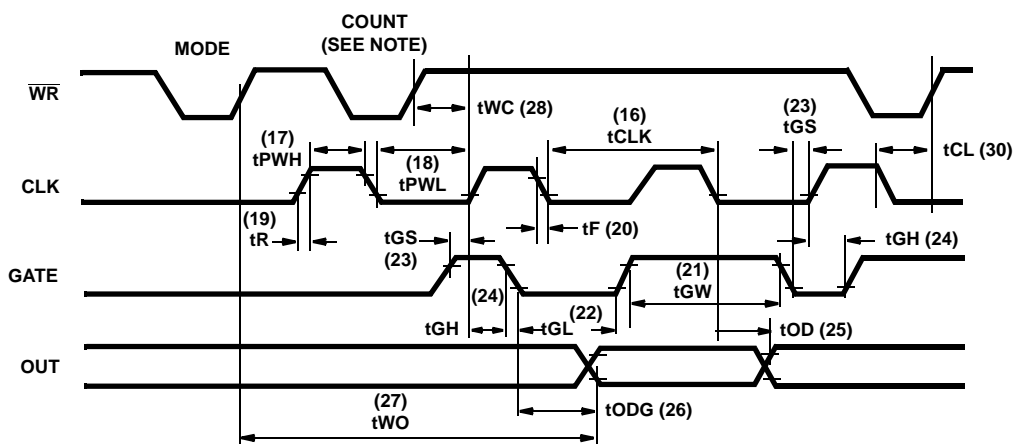 COUNT
(SEE NOTE)
MODE
WR
tWC (28)
(16)
tCLK
(23)
tGS
tCL (30)
(17)
tPWH
(18)
tPWL
CLK
(19)
tR
tGS
(23)
tF (20)
tGH (24)
GATE
(21)
tGW
(24)
tGH
(22)
tGL
tOD (25)
OUT
(27)
tWO
tODG (26)